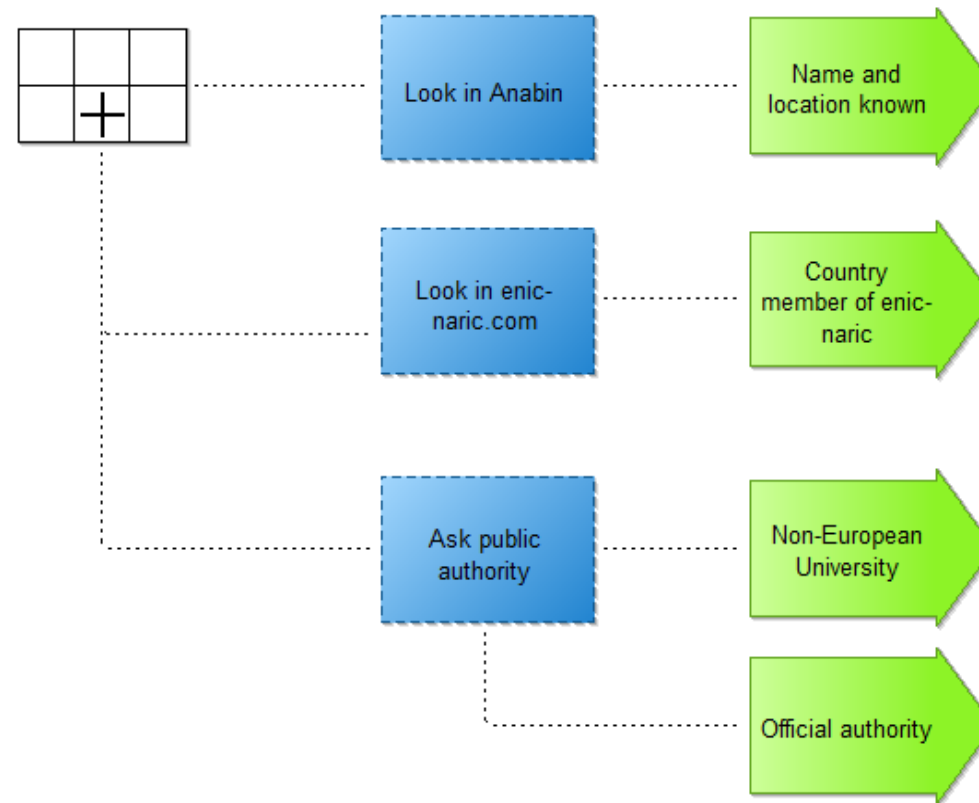 Look in Anabin
Name and
location known
Look in enic-
naric.com
Country
member of enic-
naric
Ask public
authority
Non-European
University
Official authority